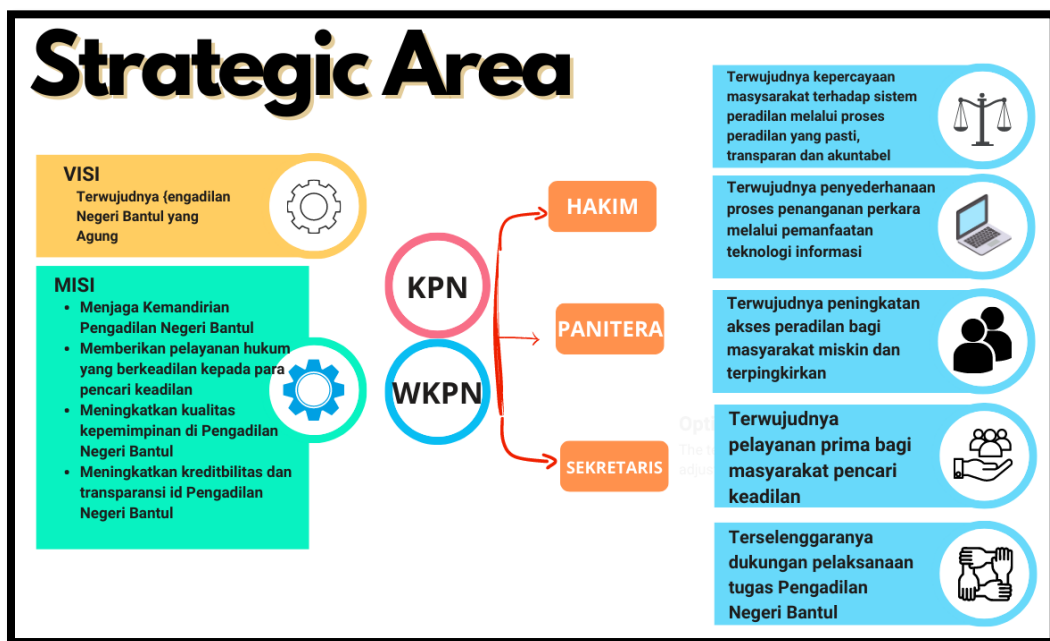 Strategic Area
VISI
Terwujudnya {engadilan
Negeri Bantul yang
Agung
MISI
Menjaga Kemandirian
Pengadilan Negeri Bantul
Memberikan pelayanan hukum
yang berkeadilan kepada para
pencari keadilan
Meningkatkan kualitas
kepemimpinan di Pengadilan
Negeri Bantul
Meningkatkan kreditbilitas dan
transparansi id Pengadilan
Negeri Bantul
KPN
WKPN
HAKIM
PANITERA
SEKRETARIS
Opti
The te
adjus
Terwujudnya kepercayaan
masysarakat terhadap sistem
peradilan melalui proses
peradilan yang pasti,
transparan dan akuntabel
Terwujudnya penyederhanaan
proses penanganan perkara
melalui pemanfaatan
teknologi informasi
Terwujudnya peningkatan
akses peradilan bagi
masyarakat miskin dan
terpingkirkan
Terwujudnya
pelayanan prima bagi
masyarakat pencari
keadilan
Terselenggaranya
dukungan pelaksanaan
tugas Pengadilan
Negeri Bantul